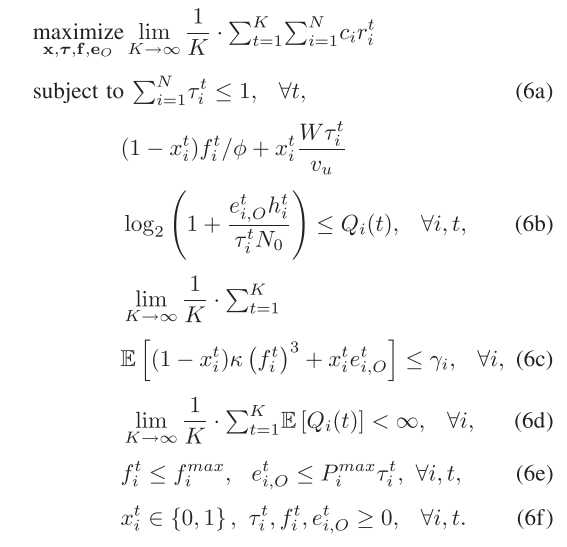 maximize_{x,τ,f,e_O} lim_{K→∞} 1/K · ∑_{t=1}^{K} ∑_{i=1}^{N} c_i r_i^t
subject to ∑_{i=1}^{N} τ_i^t ≤ 1, ∀t, (6a)
(1 − x_i^t) f_i^t/φ + x_i^t Wτ_i^t/v_u
log_2 (1 + e_{i,O}^t h_i^t / τ_i^t N_0) ≤ Q_i(t), ∀i, t, (6b)
lim_{K→∞} 1/K · ∑_{t=1}^{K}
𝔼 [(1 − x_i^t)κ (f_i^t)^3 + x_i^t e_{i,O}^t] ≤ γ_i, ∀i, (6c)
lim_{K→∞} 1/K · ∑_{t=1}^{K} 𝔼 [Q_i(t)] < ∞, ∀i, (6d)
f_i^t ≤ f_i^{max}, e_{i,O}^t ≤ P_i^{max} τ_i^t, ∀i, t, (6e)
x_i^t ∈ {0, 1}, τ_i^t, f_i^t, e_{i,O}^t ≥ 0, ∀i, t. (6f)